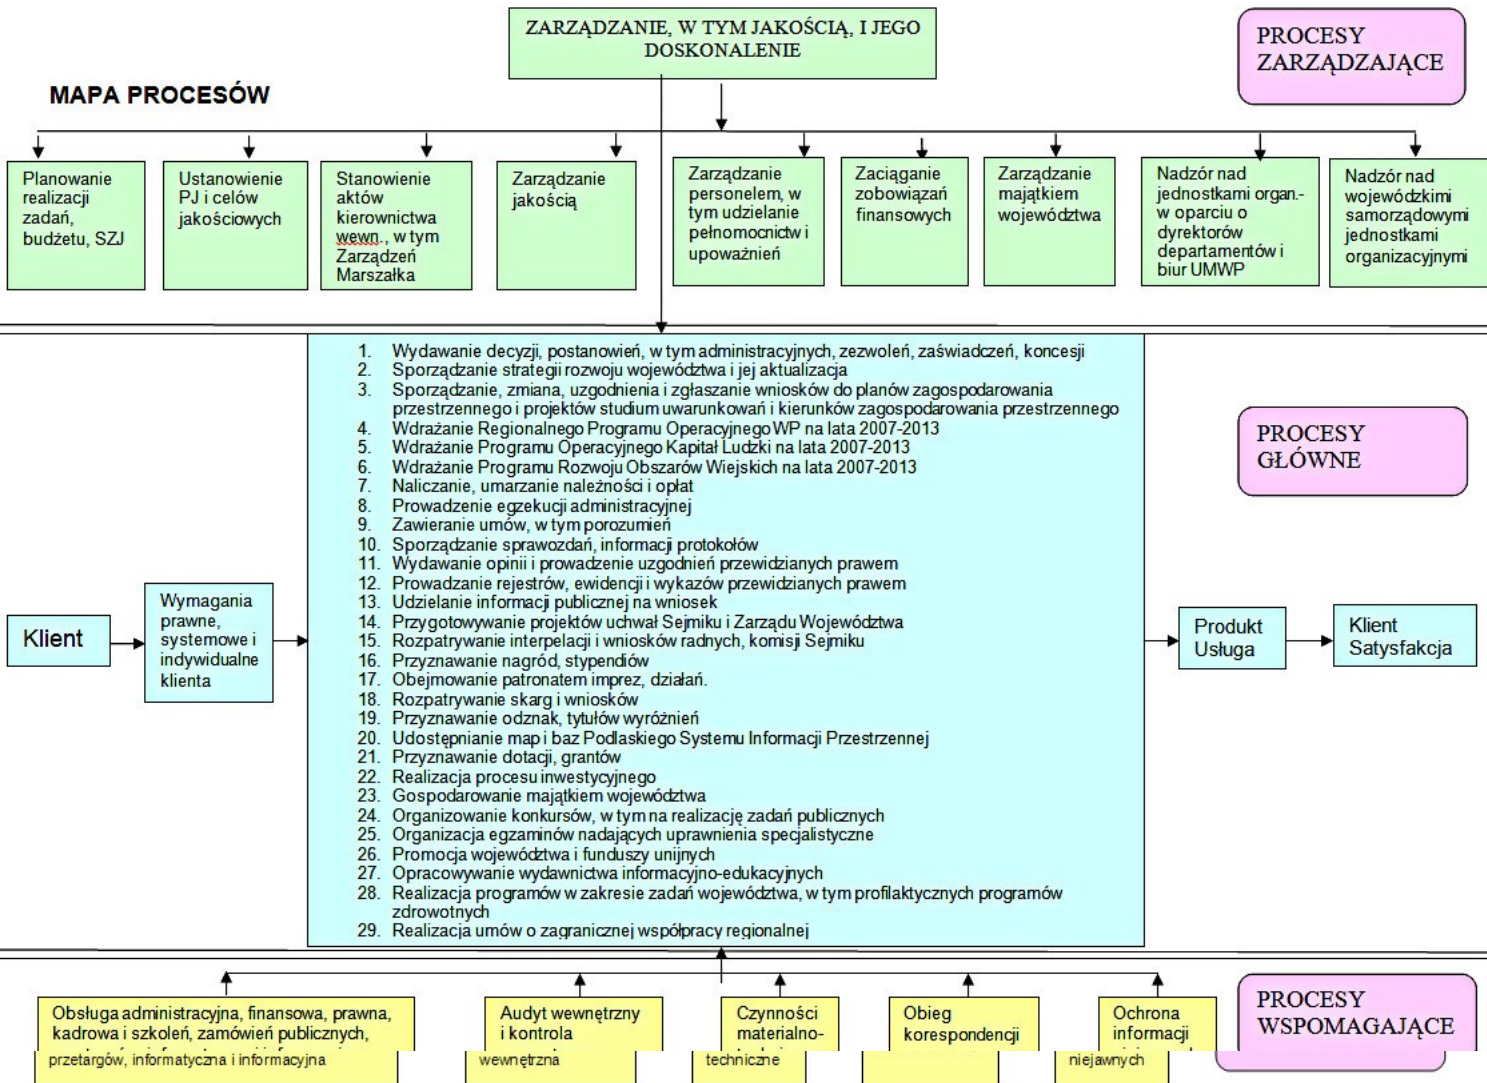 ZARZĄDZANIE, W TYM JAKOŚCIĄ, I JEGO
DOSKONALENIE
PROCESY
ZARZĄDZAJĄCE
MAPA PROCESÓW
Planowanie
realizacji
zadań,
budżetu, SZJ
Ustanowienie
PJ i celów
jakościowych
Stanowienie
aktów
kierownictwa
wewn., w tym
Zarządzeń
Marszałka
Zarządzanie
jakością
Zarządzanie
personelem, w
tym udzielanie
pełnomocnictw i
upoważnień
Zaciąganie
zobowiązań
finansowych
Zarządzanie
majątkiem
województwa
Nadzór nad
jednostkami organ.-
w oparciu o
dyrektorów
departamentów i
biur UMWP
Nadzór nad
wojewódzkimi
samorządowymi
jednostkami
organizacyjnymi
1. Wydawanie decyzji, postanowień, w tym administracyjnych, zezwoleń, zaświadczeń, koncesji
2. Sporządzanie strategii rozwoju województwa i jej aktualizacja
3. Sporządzanie, zmiana, uzgodnienia i zgłaszanie wniosków do planów zagospodarowania
przestrzennego i projektów studium uwarunkowań i kierunków zagospodarowania przestrzennego
4. Wdrażanie Regionalnego Programu Operacyjnego WP na lata 2007-2013
5. Wdrażanie Programu Operacyjnego Kapitał Ludzki na lata 2007-2013
6. Wdrażanie Programu Rozwoju Obszarów Wiejskich na lata 2007-2013
7. Naliczanie, umarzanie należności i opłat
8. Prowadzenie egzekucji administracyjnej
9. Zawieranie umów, w tym porozumień
10. Sporządzanie sprawozdań, informacji protokołów
11. Wydawanie opinii i prowadzenie uzgodnień przewidzianych prawem
12. Prowadzanie rejestrów, ewidencji i wykazów przewidzianych prawem
13. Udzielanie informacji publicznej na wniosek
14. Przygotowywanie projektów uchwał Sejmiku i Zarządu Województwa
15. Rozpatrywanie interpelacji i wniosków radnych, komisji Sejmiku
16. Przyznawanie nagród, stypendiów
17. Obejmowanie patronatem imprez, działań.
18. Rozpatrywanie skarg i wniosków
19. Przyznawanie odznak, tytułów wyróżnień
20. Udostępnianie map i baz Podlaskiego Systemu Informacji Przestrzennej
21. Przyznawanie dotacji, grantów
22. Realizacja procesu inwestycyjnego
23. Gospodarowanie majątkiem województwa
24. Organizowanie konkursów, w tym na realizację zadań publicznych
25. Organizacja egzaminów nadających uprawnienia specjalistyczne
26. Promocja województwa i funduszy unijnych
27. Opracowywanie wydawnictwa informacyjno-edukacyjnych
28. Realizacja programów w zakresie zadań województwa, w tym profilaktycznych programów
zdrowotnych
29. Realizacja umów o zagranicznej współpracy regionalnej
PROCESY
GŁÓWNE
Klient
Wymagania
prawne,
systemowe i
indywidualne
klienta
Produkt
Usługa
Klient
Satysfakcja
Obsługa administracyjna, finansowa, prawna,
kadrowa i szkoleń, zamówień publicznych,
przetargów, informatyczna i informacyjna
Audyt wewnętrzny
i kontrola
wewnętrzna
Czynności
materialno-
techniczne
Obieg
korespondencji
Ochrona
informacji
niejawnych
PROCESY
WSPOMAGAJĄCE